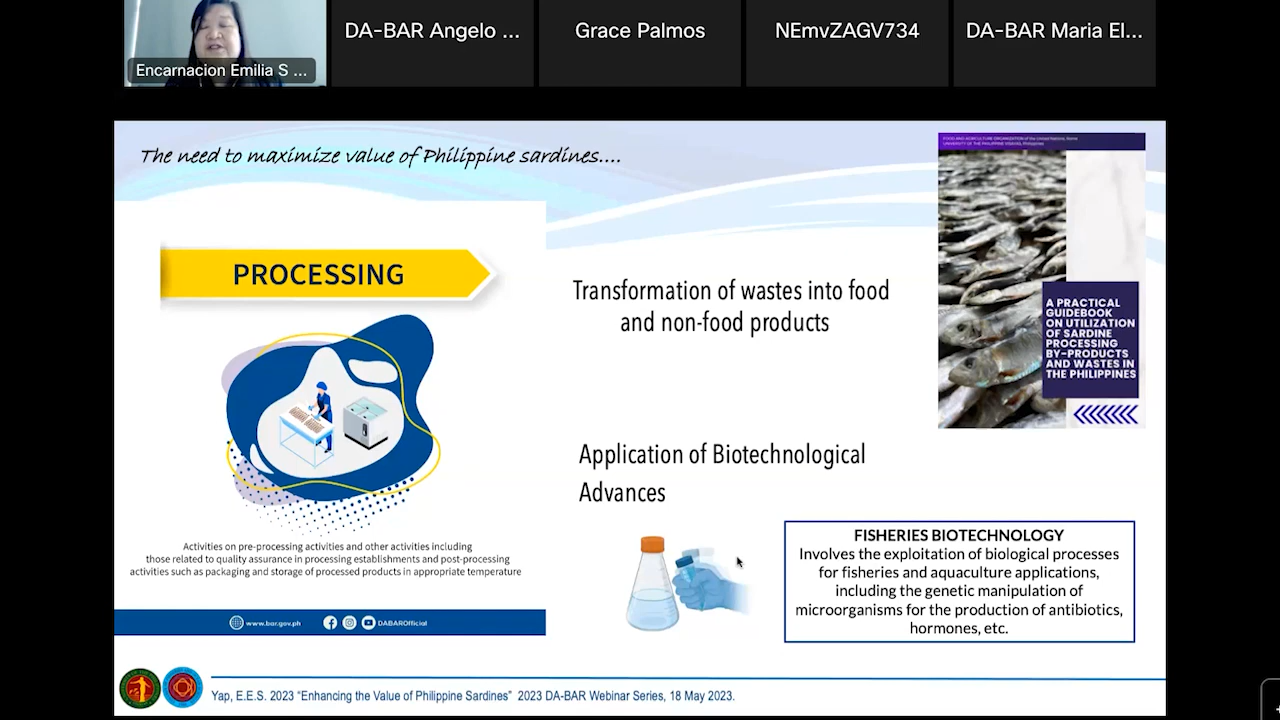 Encarnacion Emilia S ...
DA-BAR Angelo ...
Grace Palmos
NEmvZAGV734
DA-BAR Maria El...
The need to maximize value of Philippine sardines....
FOOD AND AGRICULTURE ORGANIZATION of the United Nations, Rome
UNIVERSITY OF THE PHILIPPINE VISAYAS, Philippines
A PRACTICAL
GUIDEBOOK
ON UTILIZATION
OF SARDINE
PROCESSING
BY-PRODUCTS
AND WASTES IN
THE PHILIPPINES
PROCESSING
Transformation of wastes into food
and non-food products
Application of Biotechnological
Advances
Activities on pre-processing activities and other activities including
those related to quality assurance in processing establishments and post-processing
activities such as packaging and storage of processed products in appropriate temperature
www.bar.gov.ph
DABAROfficial
FISHERIES BIOTECHNOLOGY
Involves the exploitation of biological processes
for fisheries and aquaculture applications,
including the genetic manipulation of
microorganisms for the production of antibiotics,
hormones, etc.
Yap, E.E.S. 2023 “Enhancing the Value of Philippine Sardines” 2023 DA-BAR Webinar Series, 18 May 2023.